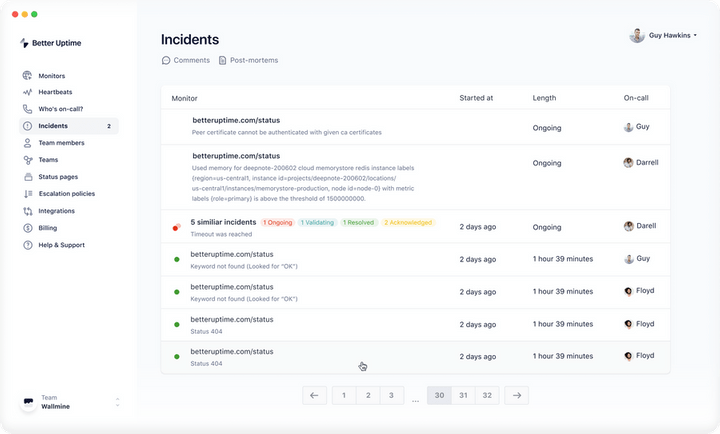 Better Uptime
Monitors
Heartbeats
Who's on-call?
Incidents 2
Team members
Teams
Status pages
Escalation policies
Integrations
Billing
Help & Support
Team
Wallmine
Incidents
Guy Hawkins
Comments Post-mortems
Monitor Started at Length On-call
betteruptime.com/status
Peer certificate cannot be authenticated with given ca certificates
Ongoing Guy
betteruptime.com/status
Used memory for deepnote-200602 cloud memorystore redis instance labels
(region=us-central1, instance id=projects/deepnote-200602/locations/
us-central1/instances/memorystore-production, node id=node-0) with metric
labels (role=primary) is above the threshold of 1500000000.
Ongoing Darrell
5 similiar incidents 1 Ongoing 1 Validating 1 Resolved 2 Acknowledged
Timeout was reached
2 days ago Ongoing Darell
betteruptime.com/status
Keyword not found (Looked for "OK")
2 days ago 1 hour 39 minutes Guy
betteruptime.com/status
Keyword not found (Looked for "OK")
2 days ago 1 hour 39 minutes Floyd
betteruptime.com/status
Status 404
2 days ago 1 hour 39 minutes Floyd
betteruptime.com/status
Status 404
2 days ago 1 hour 39 minutes Floyd
1 2 3 ... 30 31 32